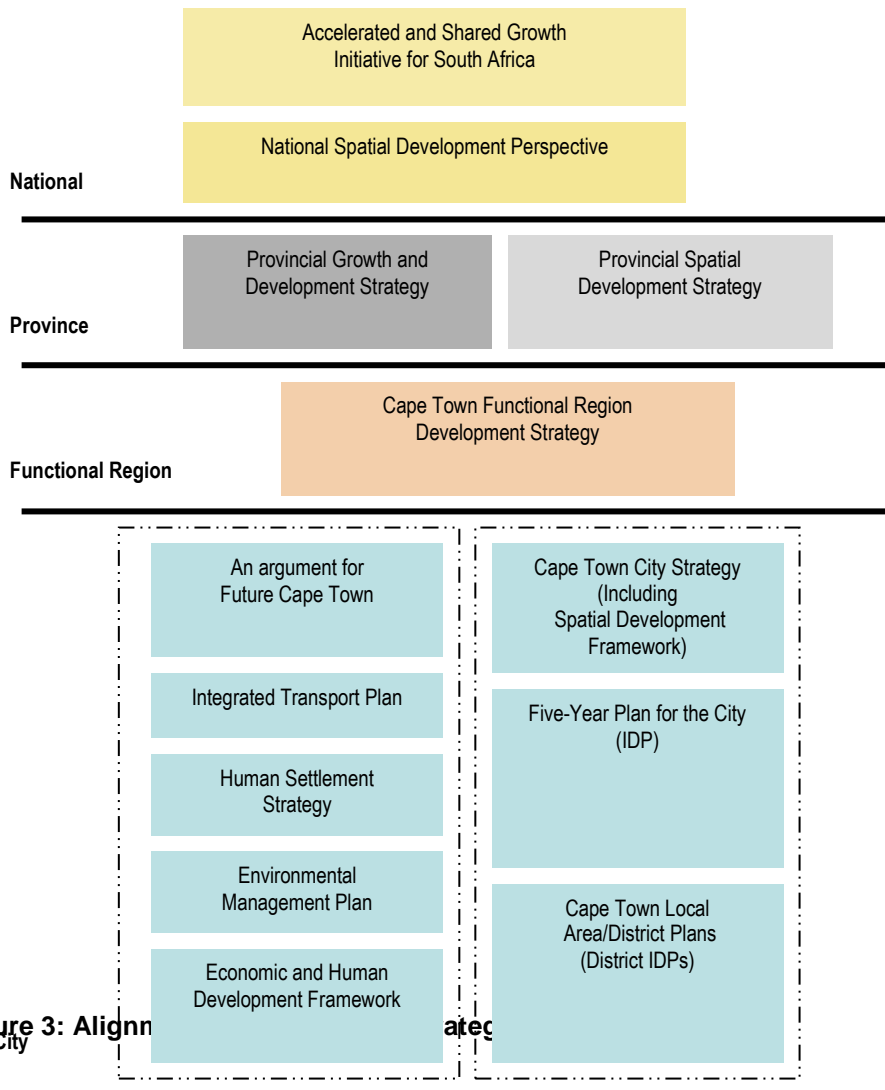 Accelerated and Shared Growth
Initiative for South Africa
National Spatial Development Perspective
National
Provincial Growth and
Development Strategy
Provincial Spatial
Development Strategy
Province
Cape Town Functional Region
Development Strategy
Functional Region
An argument for
Future Cape Town
Integrated Transport Plan
Human Settlement
Strategy
Environmental
Management Plan
Economic and Human
Development Framework
Cape Town City Strategy
(Including
Spatial Development
Framework)
Five-Year Plan for the City
(IDP)
Cape Town Local
Area/District Plans
(District IDPs)
3:
City